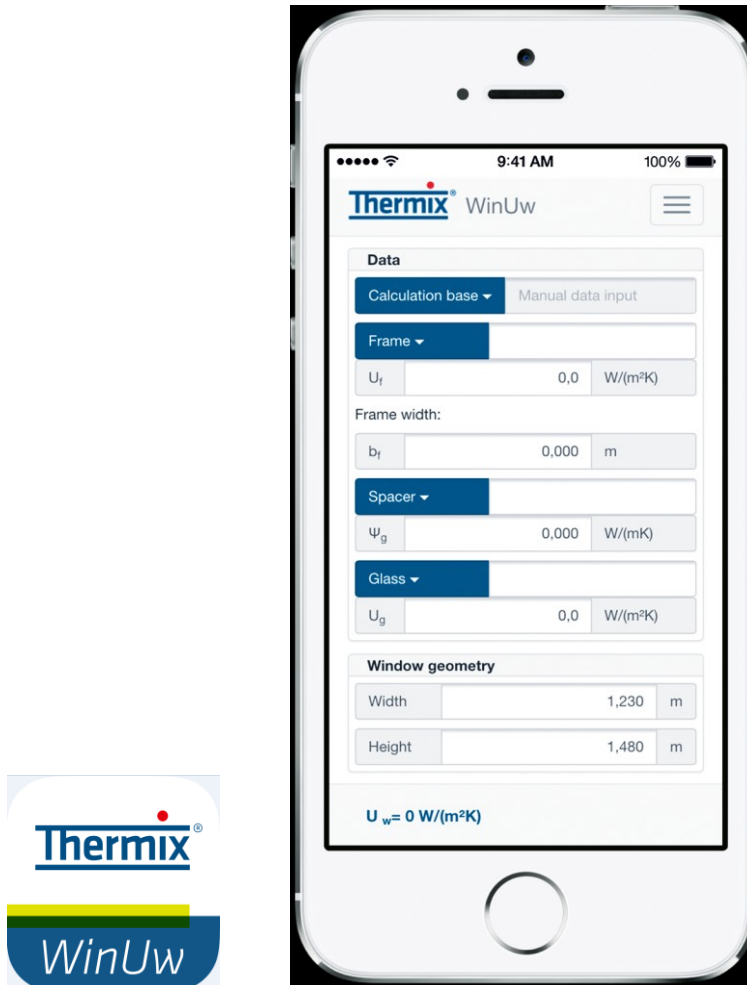 9:41 AM 100%
Thermix® WinUw
Data
Calculation base Manual data input
Frame
Uf 0,0 W/(m²K)
Frame width:
bf 0,000 m
Spacer
Ψg 0,000 W/(mK)
Glass
Ug 0,0 W/(m²K)
Window geometry
Width 1,230 m
Height 1,480 m
U w= 0 W/(m²K)
Thermix®
WinUw